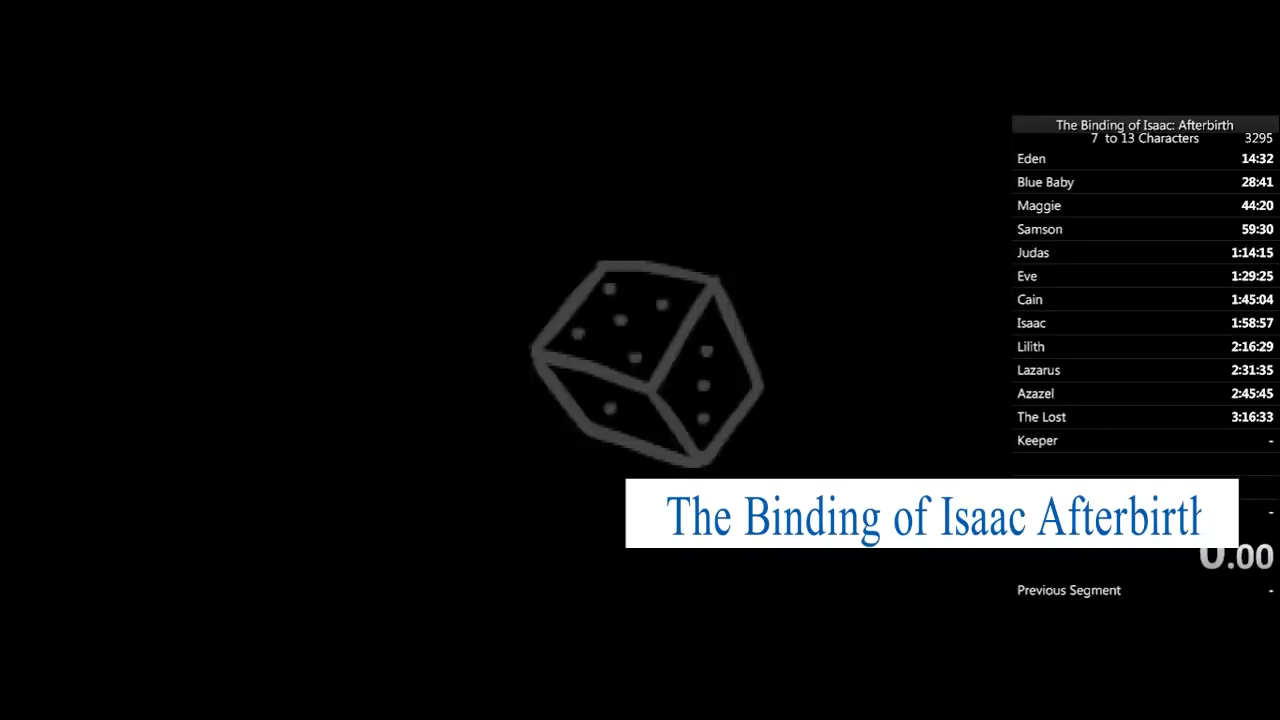 The Binding of Isaac: Afterbirth
7 to 13 Characters 3295
Eden 14:32
Blue Baby 28:41
Maggie 44:20
Samson 59:30
Judas 1:14:15
Eve 1:29:25
Cain 1:45:04
Isaac 1:58:57
Lilith 2:16:29
Lazarus 2:31:35
Azazel 2:45:45
The Lost 3:16:33
Keeper -
-
The Binding of Isaac Afterbirth
0.00
Previous Segment -